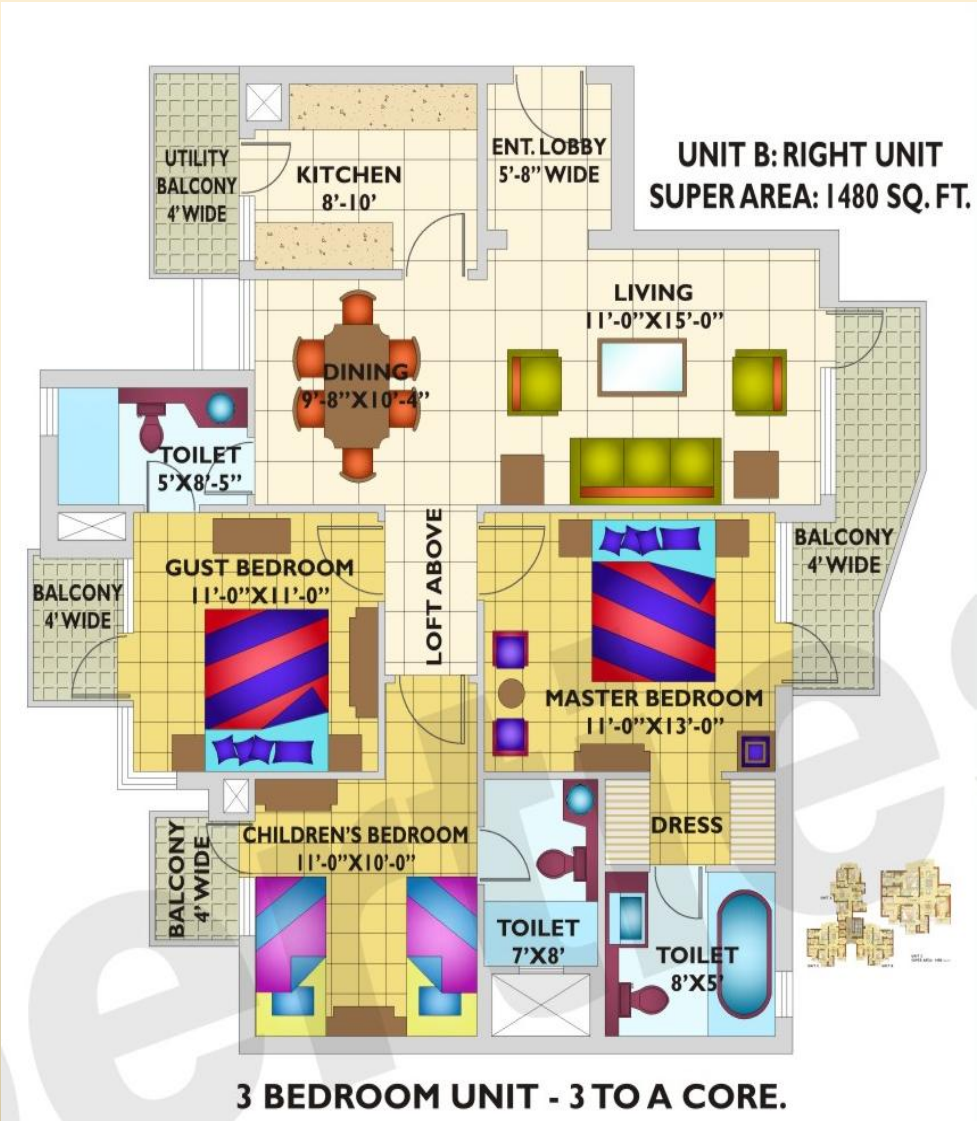 UNIT B: RIGHT UNIT
SUPER AREA: 1480 SQ. FT.
UTILITY
BALCONY
4' WIDE
KITCHEN
8'-10'
ENT. LOBBY
5'-8" WIDE
LIVING
11'-0"X15'-0"
DINING
9'-8"X10'-4"
TOILET
5'X8'-5"
BALCONY
4' WIDE
GUST BEDROOM
11'-0"X11'-0"
LOFT ABOVE
BALCONY
4' WIDE
MASTER BEDROOM
11'-0"X13'-0"
BALCONY
4' WIDE
CHILDREN'S BEDROOM
11'-0"X10'-0"
DRESS
TOILET
7'X8'
TOILET
8'X5'
3 BEDROOM UNIT - 3 TO A CORE.